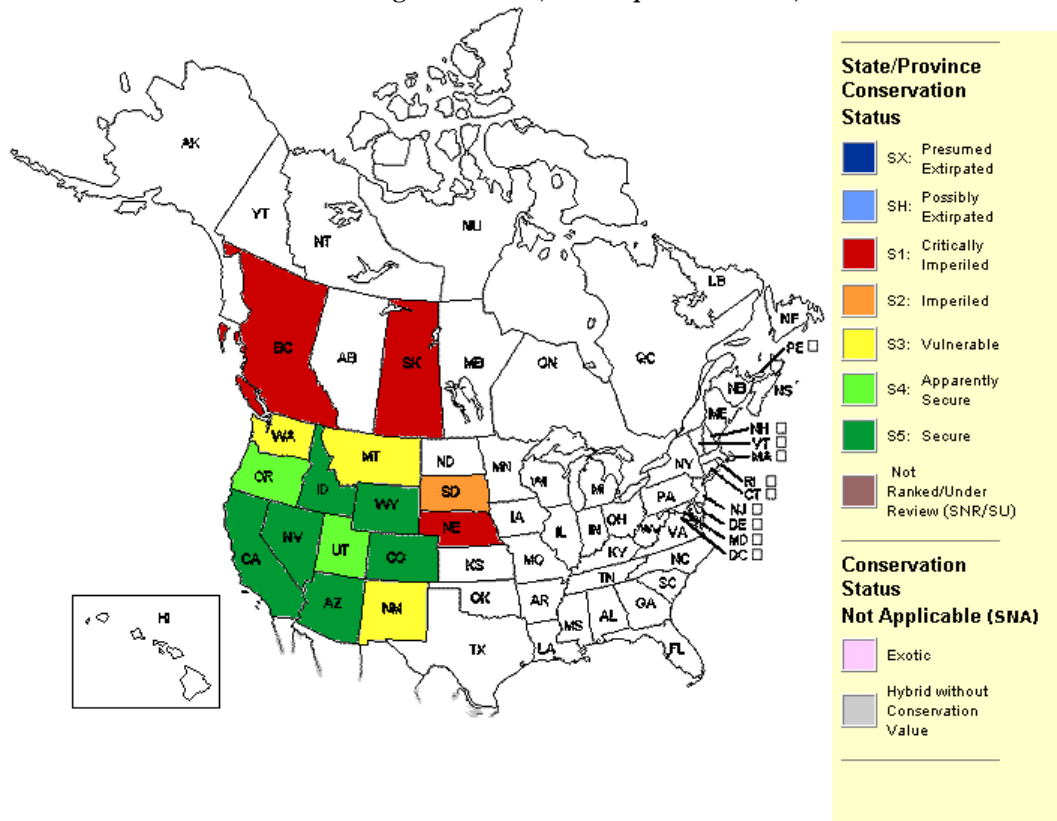 AK
YT
NT
NU
LB
NF
PE
BC
AB
SK
MB
ON
QC
NB
NS
ME
NH
VT
MA
WA
MT
ND
MN
NY
OR
ID
SD
WI
MI
RI
CT
WY
PA
NJ
NE
IA
OH
DE
NV
IL
IN
WV
VA
MD
CA
UT
CO
KS
MO
KY
DC
NC
TN
AZ
NM
OK
AR
SC
HI
MS
AL
GA
TX
LA
FL
State/Province
Conservation
Status
SX: Presumed
Extirpated
SH: Possibly
Extirpated
S1: Critically
Imperiled
S2: Imperiled
S3: Vulnerable
S4: Apparently
Secure
S5: Secure
Not
Ranked/Under
Review (SNR/SU)
Conservation
Status
Not Applicable (SNA)
Exotic
Hybrid without
Conservation
Value